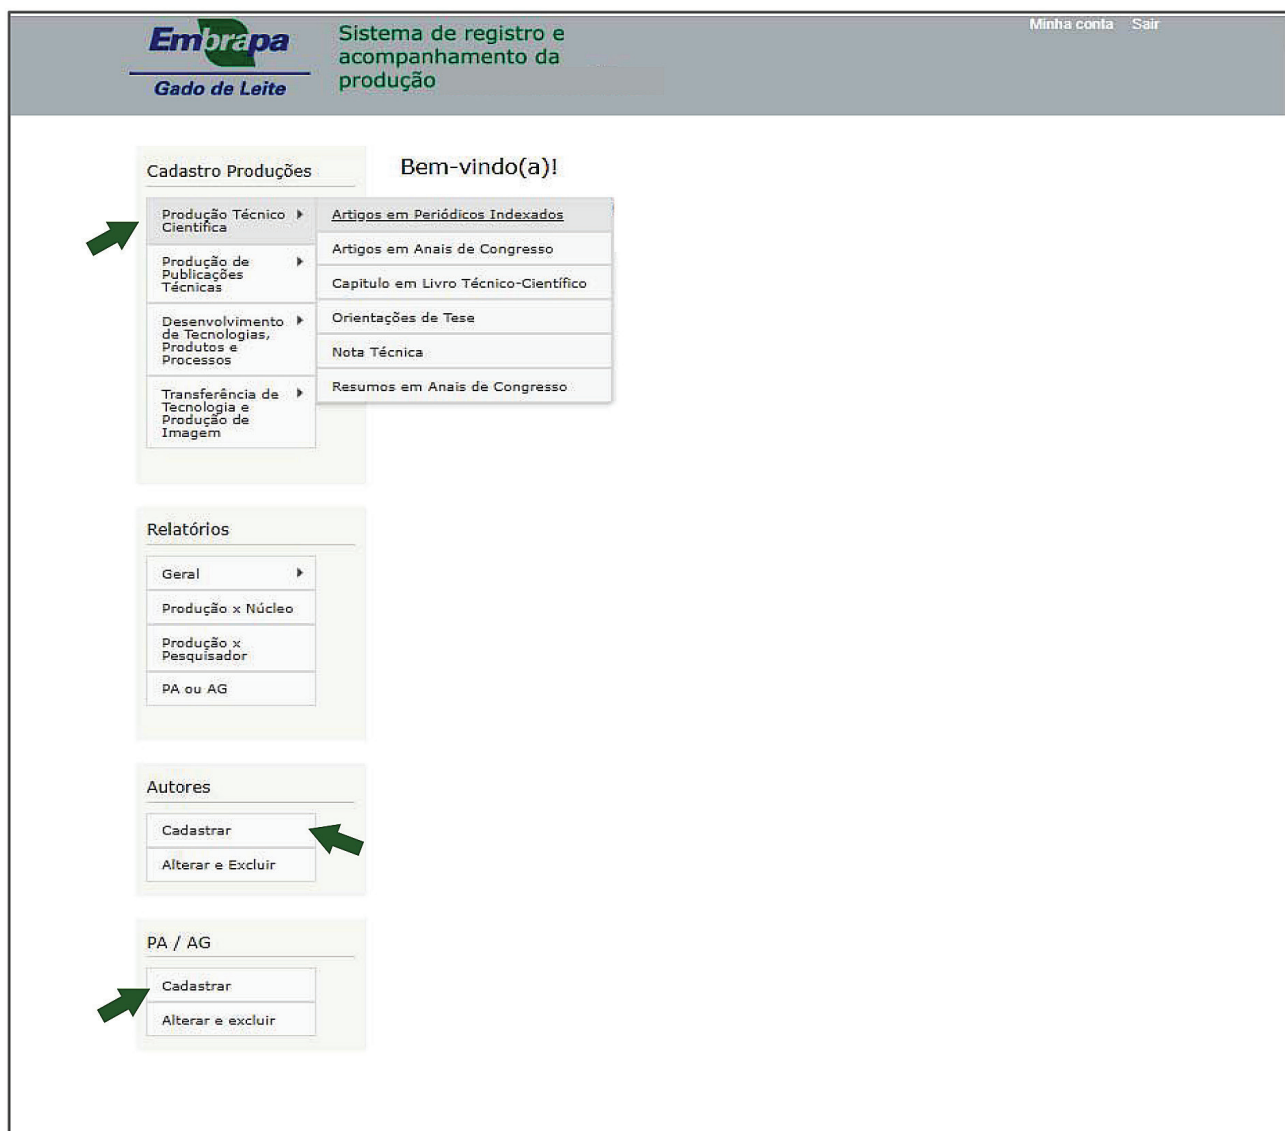 Embrapa
Gado de Leite
Sistema de registro e
acompanhamento da
produção
Minha conta Sair
Cadastro Produções
Bem-vindo(a)!
Produção Técnico
Cientifica
Produção de
Publicações
Técnicas
Desenvolvimento
de Tecnologias,
Produtos e
Processos
Transferência de
Tecnologia e
Produção de
Imagem
Artigos em Periódicos Indexados
Artigos em Anais de Congresso
Capitulo em Livro Técnico-Científico
Orientações de Tese
Nota Técnica
Resumos em Anais de Congresso
Relatórios
Geral
Produção x Núcleo
Produção x
Pesquisador
PA ou AG
Autores
Cadastrar
Alterar e Excluir
PA / AG
Cadastrar
Alterar e excluir